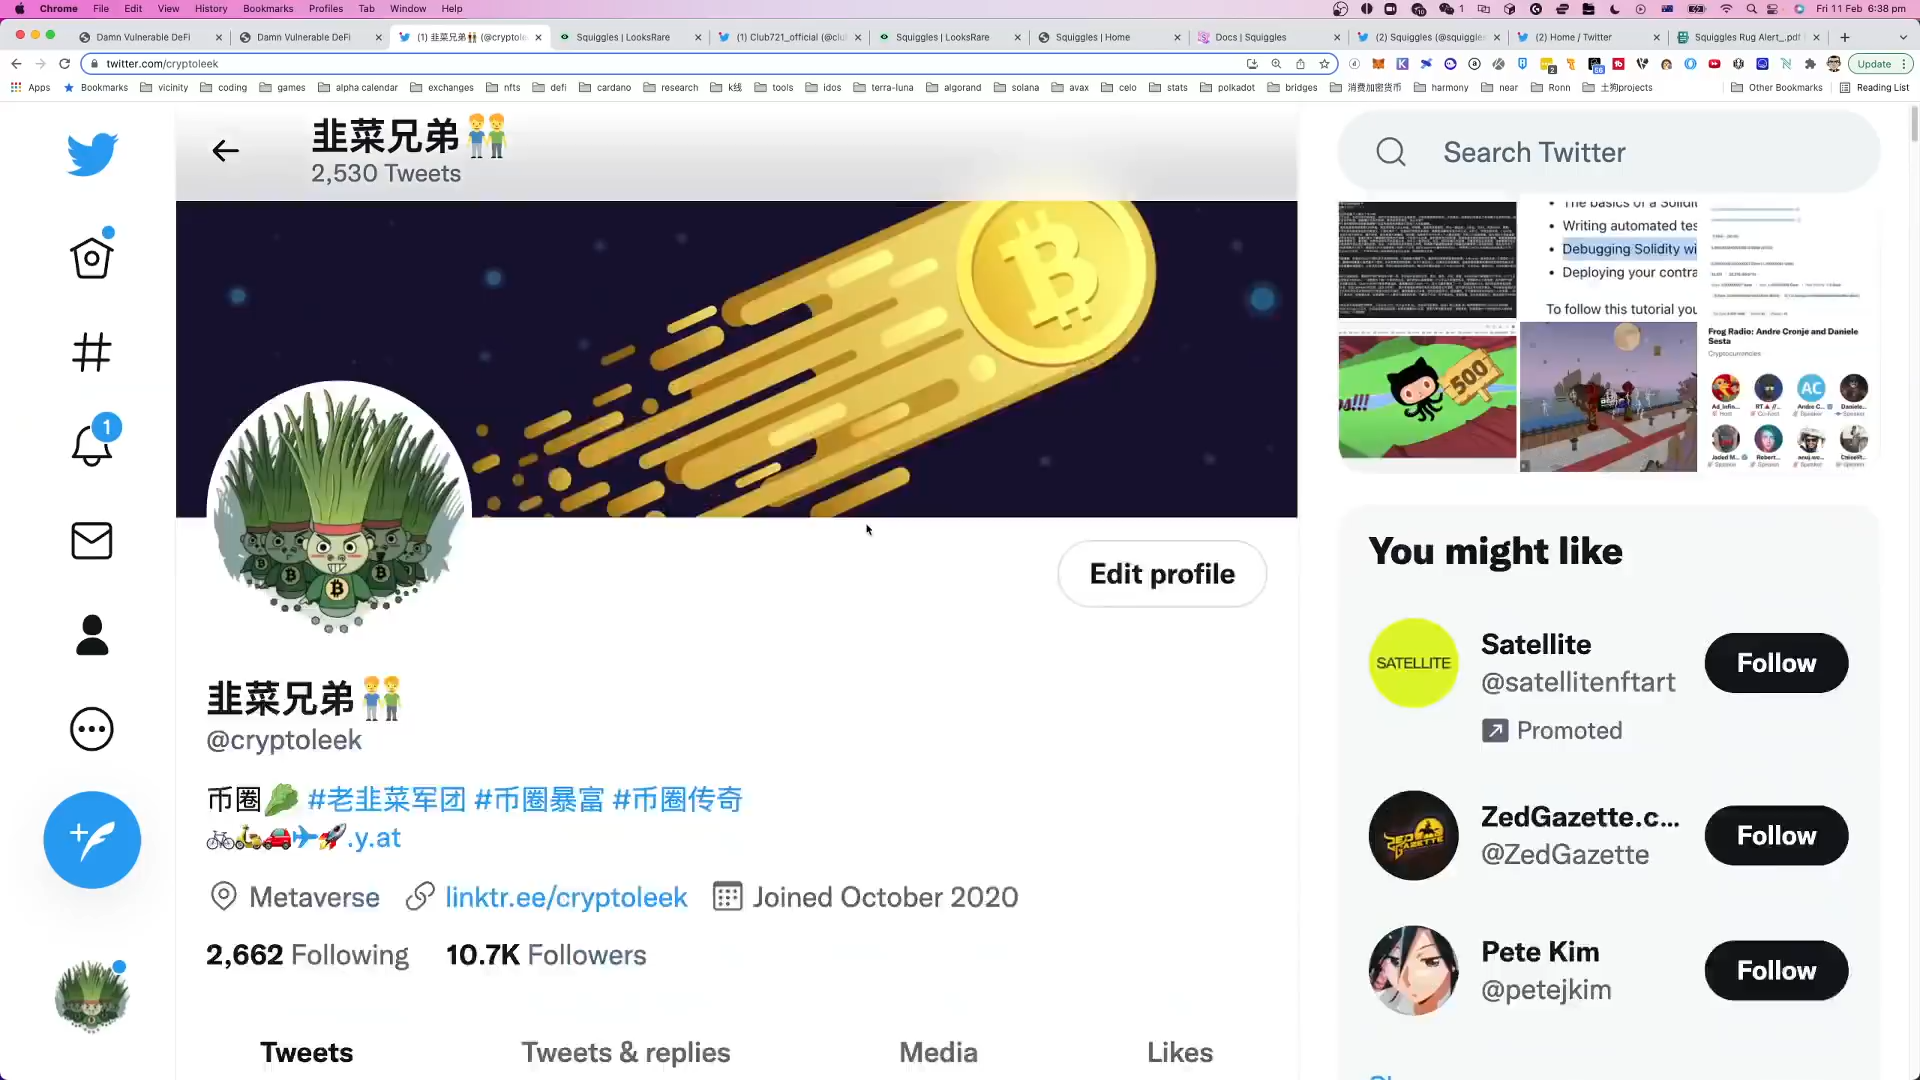 Chrome File Edit View History Bookmarks Profiles Tab Window Help
Fri 11 Feb 6:38 pm
Damn Vulnerable DeFi
Damn Vulnerable DeFi
(1) 韭菜兄弟 (@cryptole
Squiggles | LooksRare
(1) Club721_official (@clu
Squiggles | LooksRare
Squiggles | Home
Docs | Squiggles
(2) Squiggles (@squiggles
(2) Home / Twitter
Squiggles Rug Alert_.pdf
twitter.com/cryptoleek
Update
Apps Bookmarks vicinity coding games alpha calendar exchanges nfts defi cardano research k线 tools idos terra-luna algorand solana avax celo stats polkadot bridges 消费加密货币 harmony near Ronn 土狗projects Other Bookmarks Reading List
韭菜兄弟
2,530 Tweets
Search Twitter
The basics of a Solidi
Writing automated tes
Debugging Solidity wi
Deploying your contra
To follow this tutorial you
500
Frog Radio: Andre Cronje and Daniele Sesta
Cryptocurrencies
AC
1
Edit profile
You might like
SATELLITE
Satellite
@satellitenftart
Promoted
Follow
韭菜兄弟
@cryptoleek
币圈 #老韭菜军团 #币圈暴富 #币圈传奇
.y.at
Metaverse linktr.ee/cryptoleek Joined October 2020
2,662 Following 10.7K Followers
ZedGazette.c...
@ZedGazette
Follow
Pete Kim
@petejkim
Follow
Tweets Tweets & replies Media Likes